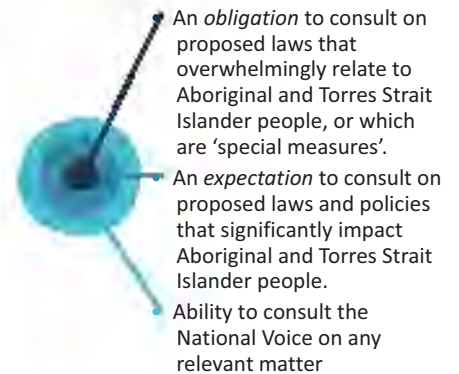 • An obligation to consult on
proposed laws that
overwhelmingly relate to
Aboriginal and Torres Strait
Islander people, or which
are ‘special measures’.
• An expectation to consult on
proposed laws and policies
that significantly impact
Aboriginal and Torres Strait
Islander people.
• Ability to consult the
National Voice on any
relevant matter